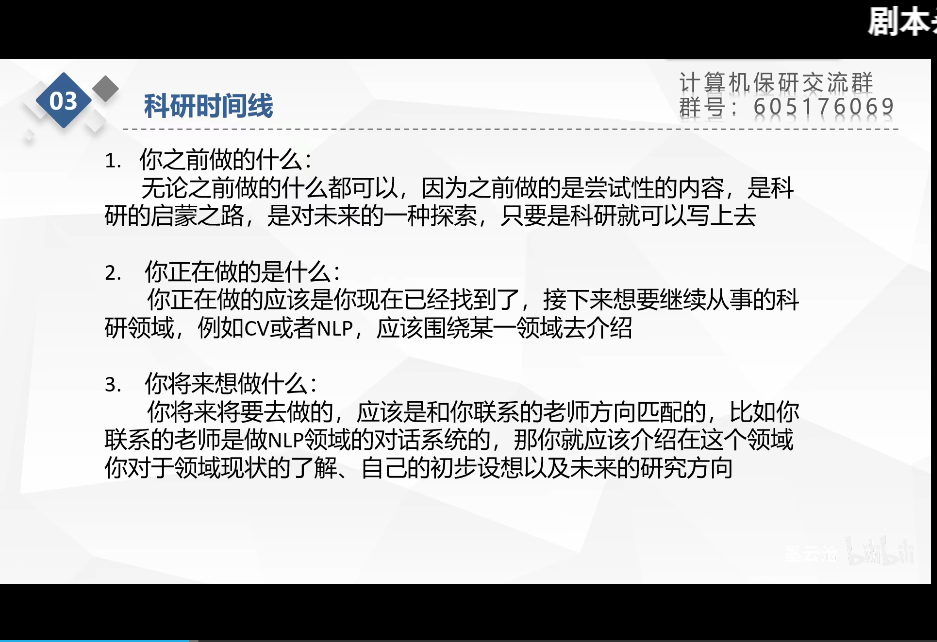 剧本
03
科研时间线
计算机保研交流群
群号：605176069
1. 你之前做的什么：
无论之前做的什么都可以，因为之前做的是尝试性的内容，是科
研的启蒙之路，是对未来的一种探索，只要是科研就可以写上去
2. 你正在做的是什么：
你正在做的应该是你现在已经找到了，接下来想要继续从事的科
研领域，例如CV或者NLP，应该围绕某一领域去介绍
3. 你将来想做什么：
你将来将要去做的，应该是和你联系的老师方向匹配的，比如你
联系的老师是做NLP领域的对话系统的，那你就应该介绍在这个领域
你对于领域现状的了解、自己的初步设想以及未来的研究方向
bilibili